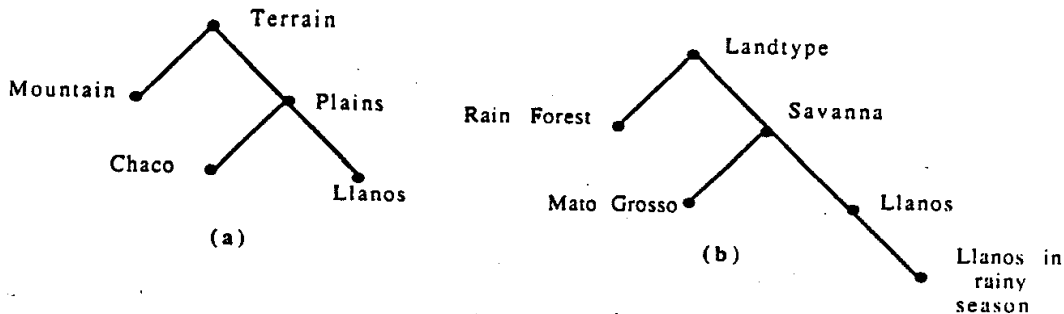 Terrain
Mountain
Plains
Chaco
Llanos
(a)
Landtype
Rain Forest
Savanna
Mato Grosso
Llanos
(b)
Llanos in
rainy
season